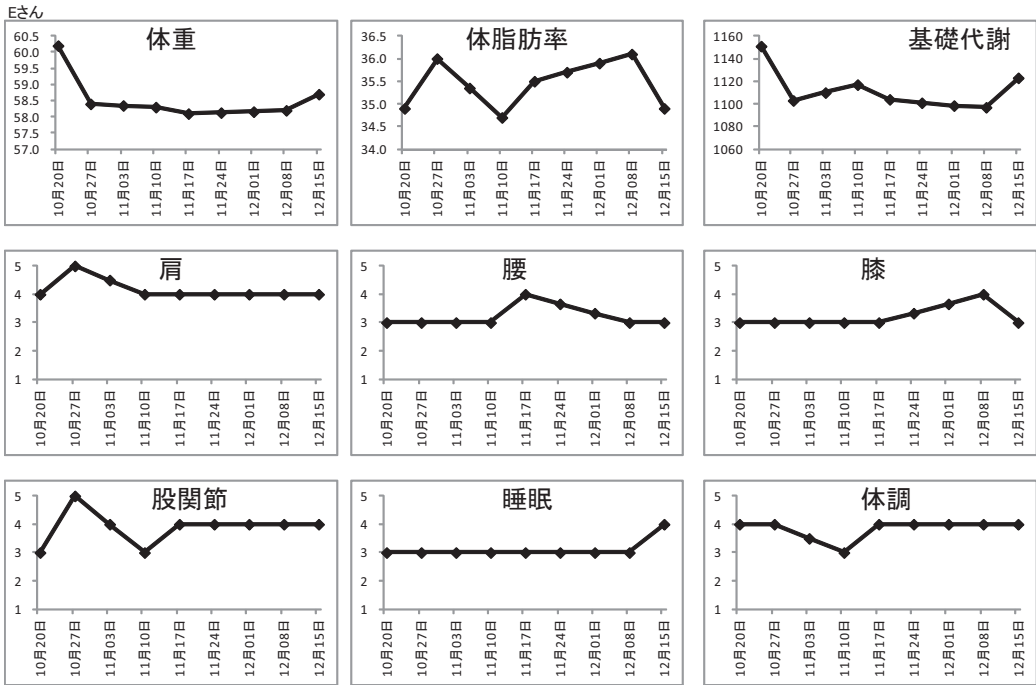 Eさん
体重
60.5
60.0
59.5
59.0
58.5
58.0
57.5
57.0
10月20日
10月27日
11月03日
11月10日
11月17日
11月24日
12月01日
12月08日
12月15日
体脂肪率
36.5
36.0
35.5
35.0
34.5
34.0
10月20日
10月27日
11月03日
11月10日
11月17日
11月24日
12月01日
12月08日
12月15日
基礎代謝
1160
1140
1120
1100
1080
1060
10月20日
10月27日
11月03日
11月10日
11月17日
11月24日
12月01日
12月08日
12月15日
肩
5
4
3
2
1
10月20日
10月27日
11月03日
11月10日
11月17日
11月24日
12月01日
12月08日
12月15日
腰
5
4
3
2
1
10月20日
10月27日
11月03日
11月10日
11月17日
11月24日
12月01日
12月08日
12月15日
膝
5
4
3
2
1
10月20日
10月27日
11月03日
11月10日
11月17日
11月24日
12月01日
12月08日
12月15日
股関節
5
4
3
2
1
10月20日
10月27日
11月03日
11月10日
11月17日
11月24日
12月01日
12月08日
12月15日
睡眠
5
4
3
2
1
10月20日
10月27日
11月03日
11月10日
11月17日
11月24日
12月01日
12月08日
12月15日
体調
5
4
3
2
1
10月20日
10月27日
11月03日
11月10日
11月17日
11月24日
12月01日
12月08日
12月15日